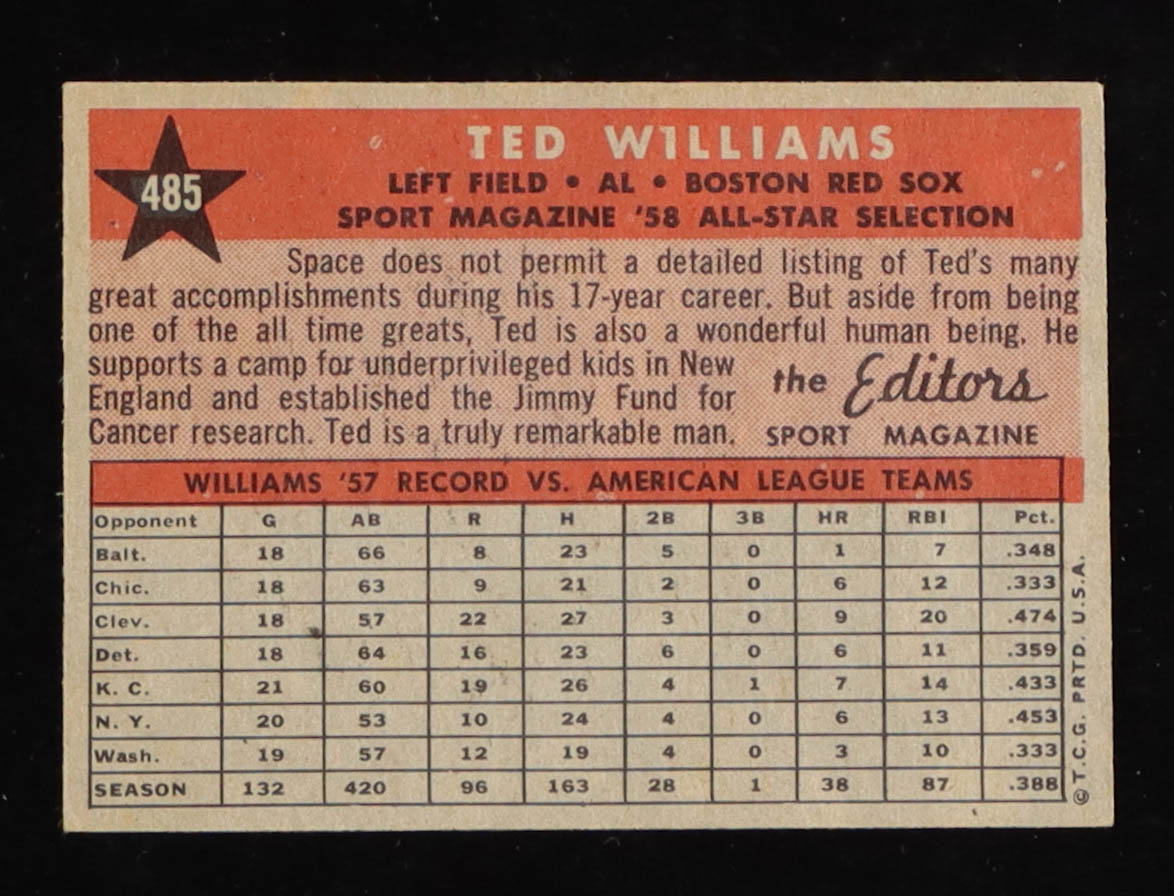 485
TED WILLIAMS
LEFT FIELD • AL • BOSTON RED SOX
SPORT MAGAZINE '58 ALL-STAR SELECTION
Space does not permit a detailed listing of Ted's many
great accomplishments during his 17-year career. But aside from being
one of the all time greats, Ted is also a wonderful human being. He
supports a camp for underprivileged kids in New
England and established the Jimmy Fund for
Cancer research. Ted is a truly remarkable man.
the Editors
SPORT MAGAZINE
WILLIAMS '57 RECORD VS. AMERICAN LEAGUE TEAMS
Opponent G AB R H 2B 3B HR RBI Pct.
Balt. 18 66 8 23 5 0 1 7 .348
Chic. 18 63 9 21 2 0 6 12 .333
Clev. 18 57 22 27 3 0 9 20 .474
Det. 18 64 16 23 6 0 6 11 .359
K. C. 21 60 19 26 4 1 7 14 .433
N. Y. 20 53 10 24 4 0 6 13 .453
Wash. 19 57 12 19 4 0 3 10 .333
SEASON 132 420 96 163 28 1 38 87 .388
© T.C.G. PRTD. U.S.A.